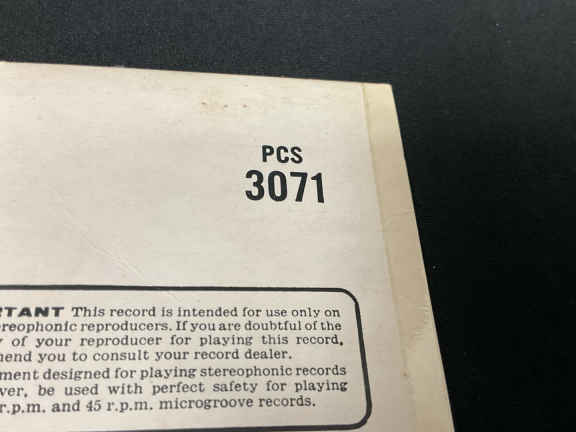 PCS
3071
RTANT This record is intended for use only on
ereophonic reproducers. If you are doubtful of the
y of your reproducer for playing this record,
mend you to consult your record dealer.
ment designed for playing stereophonic records
ver, be used with perfect safety for playing
r.p.m. and 45 r.p.m. microgroove records.